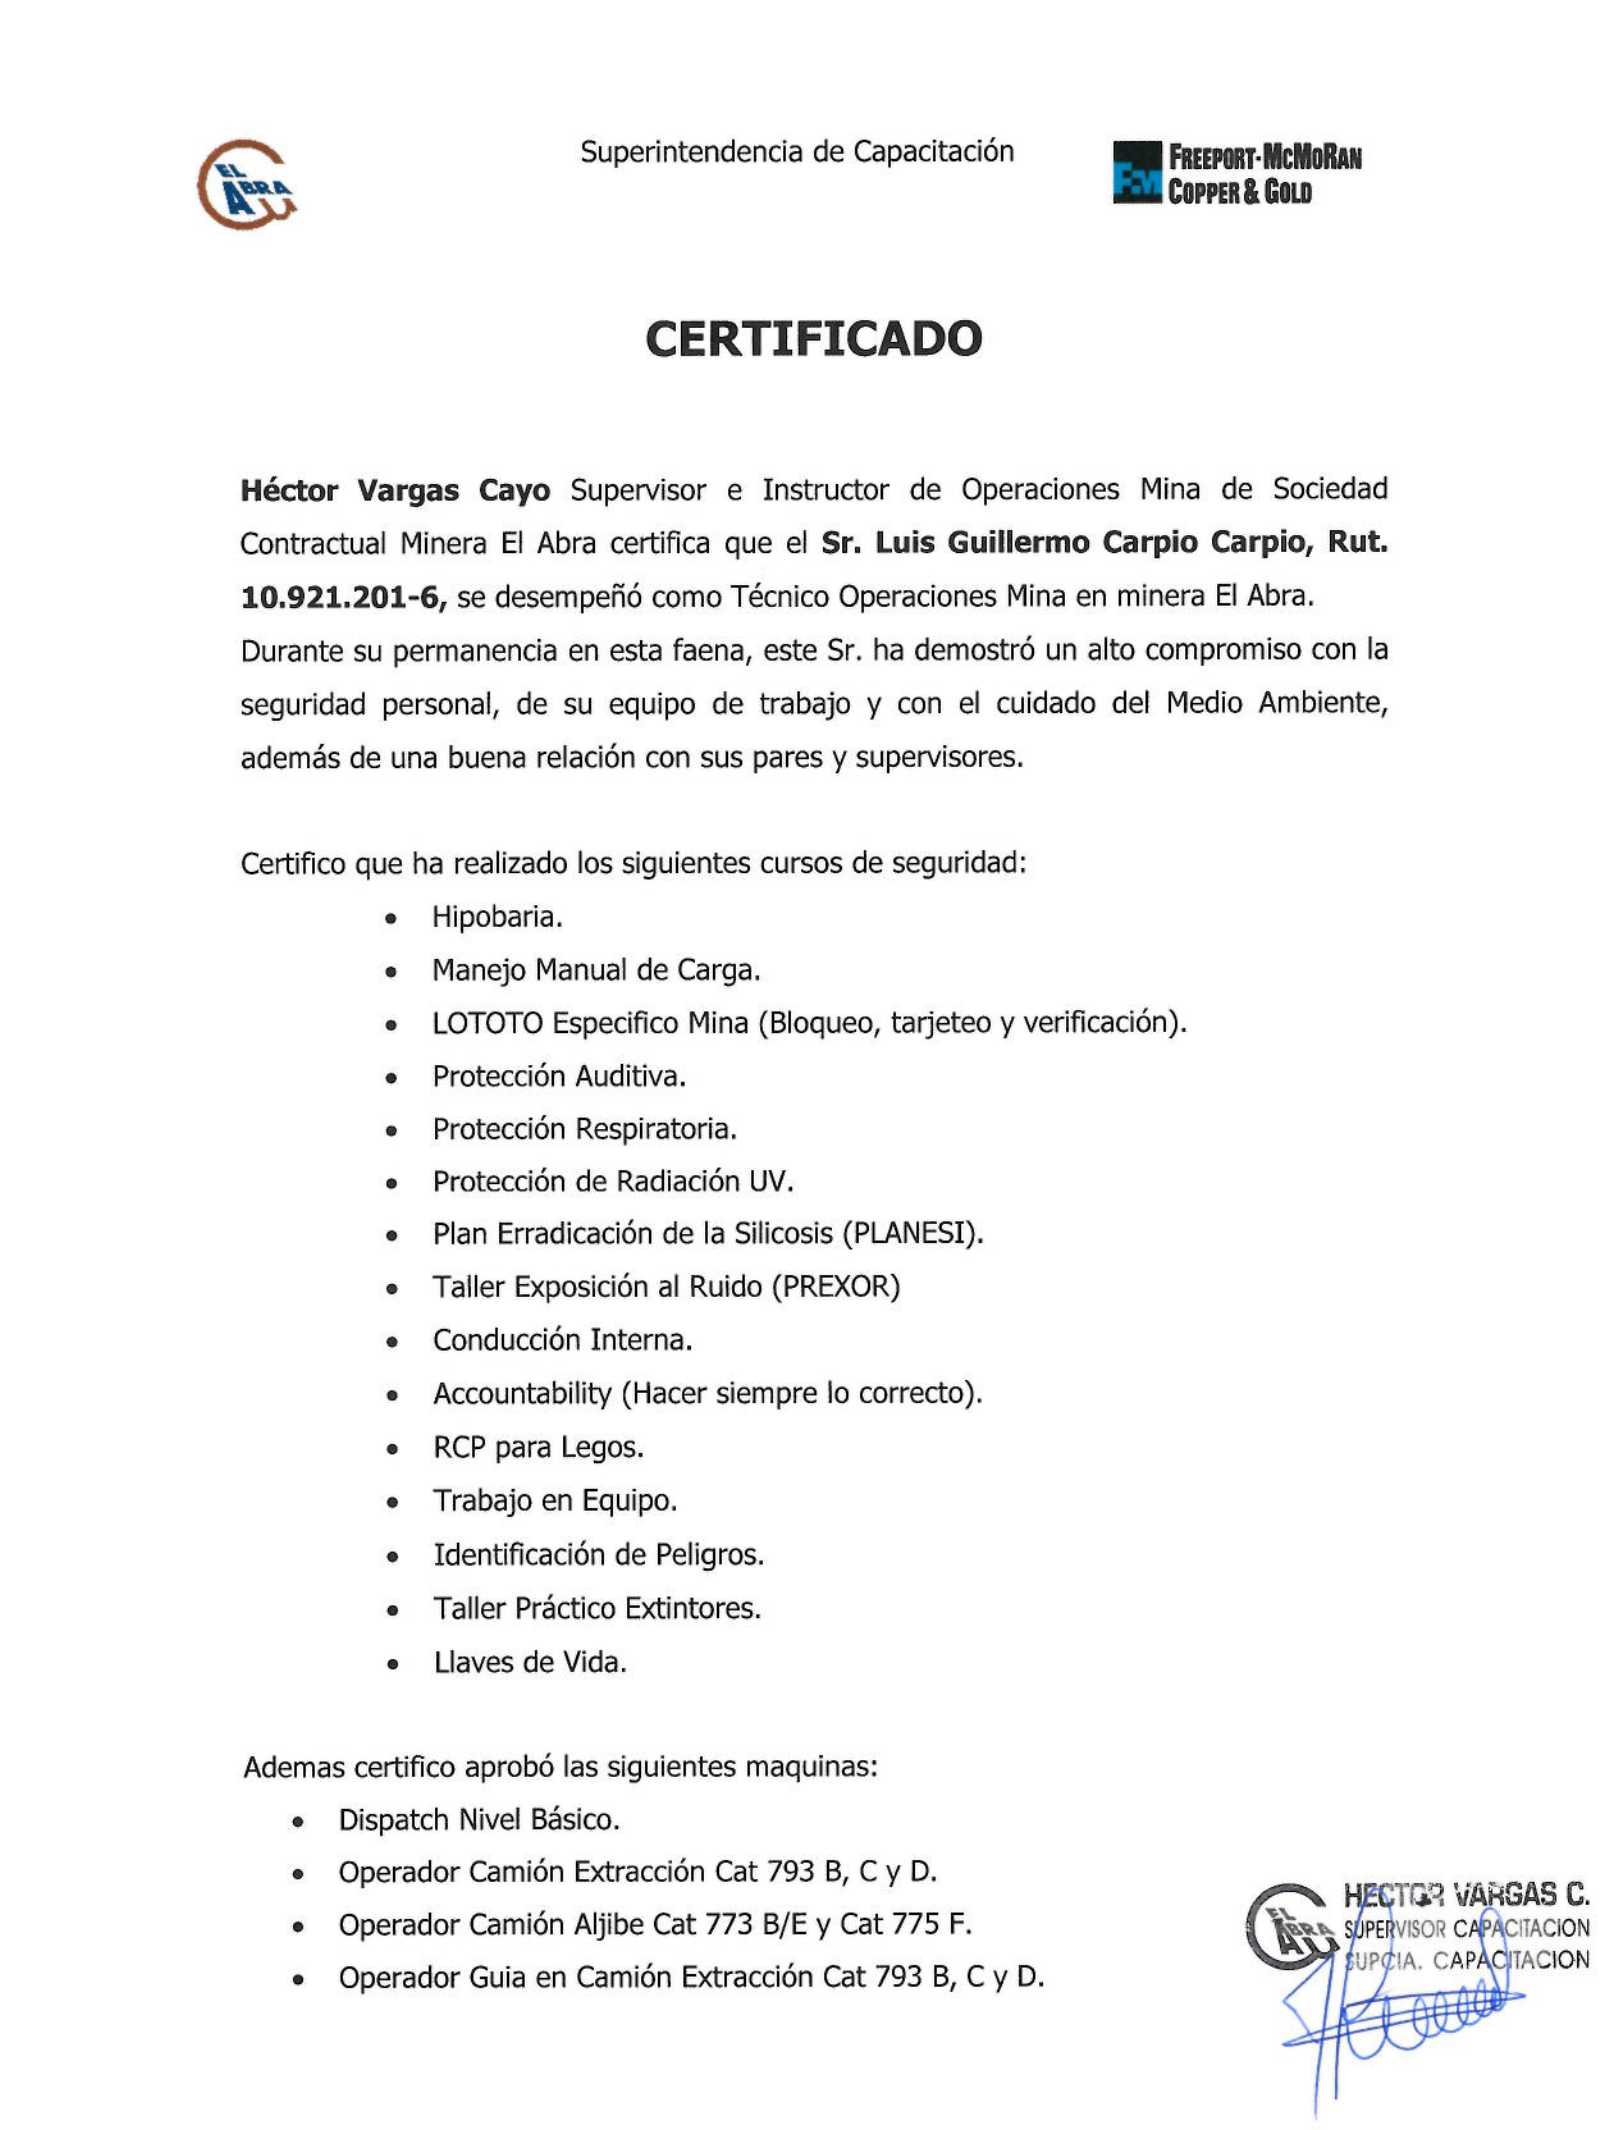 EL
ABRA
Superintendencia de Capacitación
FM
FREEPORT-McMoRAN
COPPER & GOLD
CERTIFICADO
Héctor Vargas Cayo Supervisor e Instructor de Operaciones Mina de Sociedad
Contractual Minera El Abra certifica que el Sr. Luis Guillermo Carpio Carpio, Rut.
10.921.201-6, se desempeñó como Técnico Operaciones Mina en minera El Abra.
Durante su permanencia en esta faena, este Sr. ha demostró un alto compromiso con la
seguridad personal, de su equipo de trabajo y con el cuidado del Medio Ambiente,
además de una buena relación con sus pares y supervisores.
Certifico que ha realizado los siguientes cursos de seguridad:
• Hipobaria.
• Manejo Manual de Carga.
• LOTOTO Especifico Mina (Bloqueo, tarjeteo y verificación).
• Protección Auditiva.
• Protección Respiratoria.
• Protección de Radiación UV.
• Plan Erradicación de la Silicosis (PLANESI).
• Taller Exposición al Ruido (PREXOR)
• Conducción Interna.
• Accountability (Hacer siempre lo correcto).
• RCP para Legos.
• Trabajo en Equipo.
• Identificación de Peligros.
• Taller Práctico Extintores.
• Llaves de Vida.
Ademas certifico aprobó las siguientes maquinas:
• Dispatch Nivel Básico.
• Operador Camión Extracción Cat 793 B, C y D.
• Operador Camión Aljibe Cat 773 B/E y Cat 775 F.
• Operador Guia en Camión Extracción Cat 793 B, C y D.
EL
ABRA
HECTOR VARGAS C.
SUPERVISOR CAPACITACION
SUPCIA. CAPACITACION